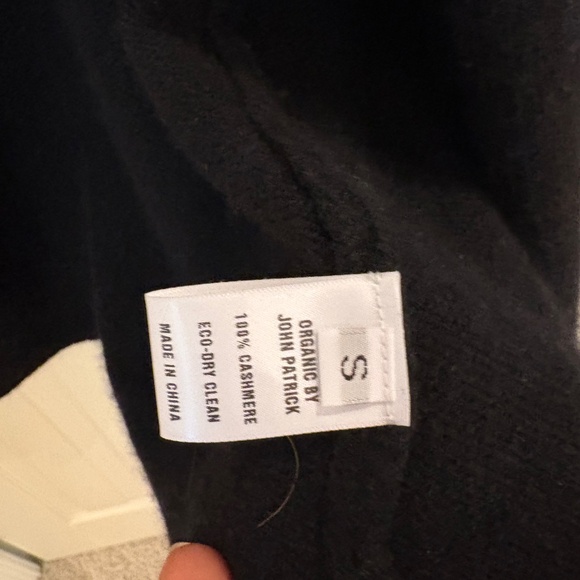 S
ORGANIC BY
JOHN PATRICK
100% CASHMERE
ECO-DRY CLEAN
MADE IN CHINA